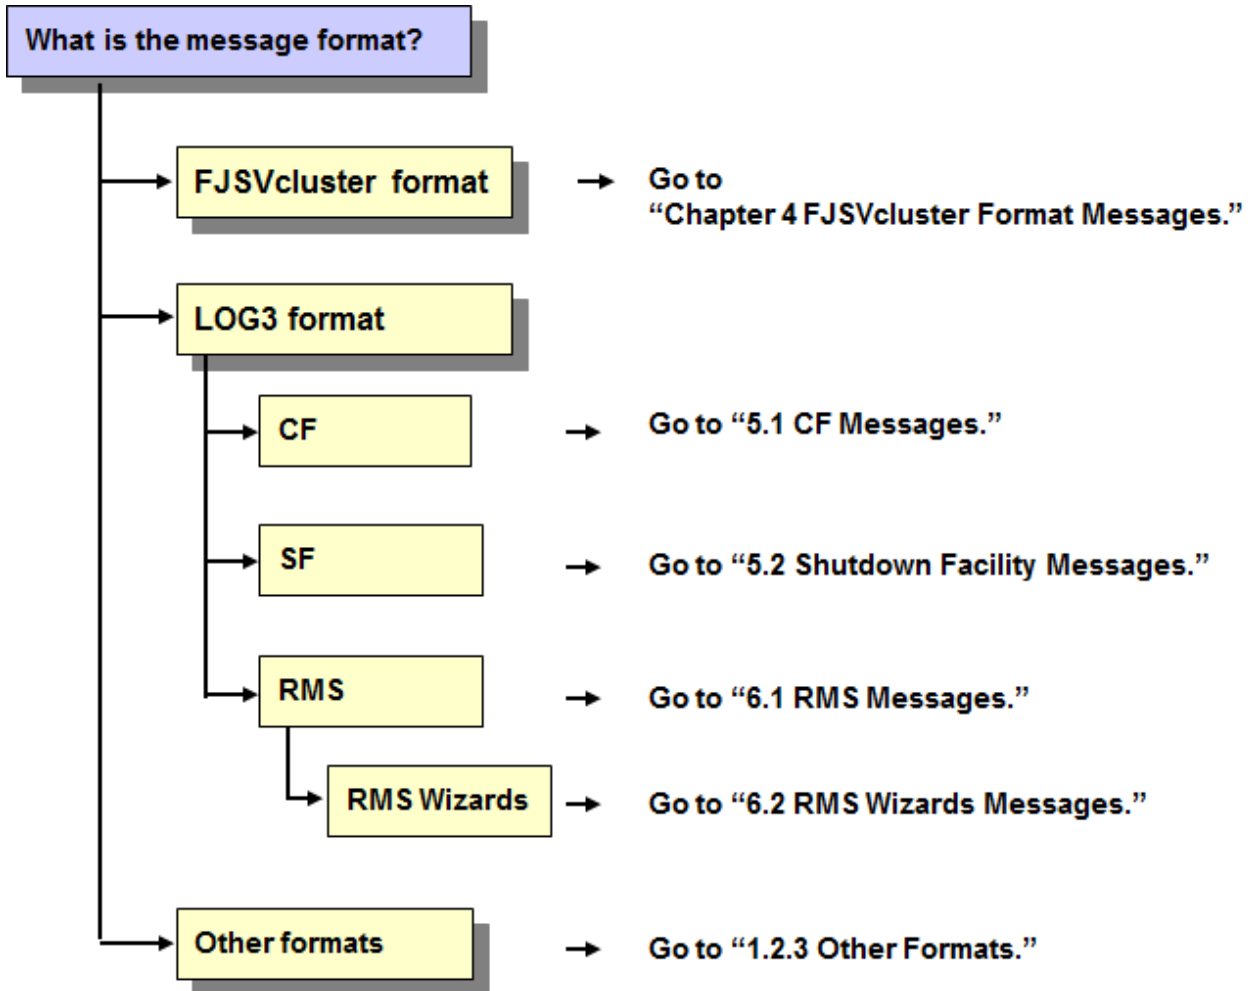 What is the message format?
FJSVcluster format
Go to
“Chapter 4 FJSVcluster Format Messages.”
LOG3 format
CF
Go to “5.1 CF Messages.”
SF
Go to “5.2 Shutdown Facility Messages.”
RMS
Go to “6.1 RMS Messages.”
RMS Wizards
Go to “6.2 RMS Wizards Messages.”
Other formats
Go to “1.2.3 Other Formats.”